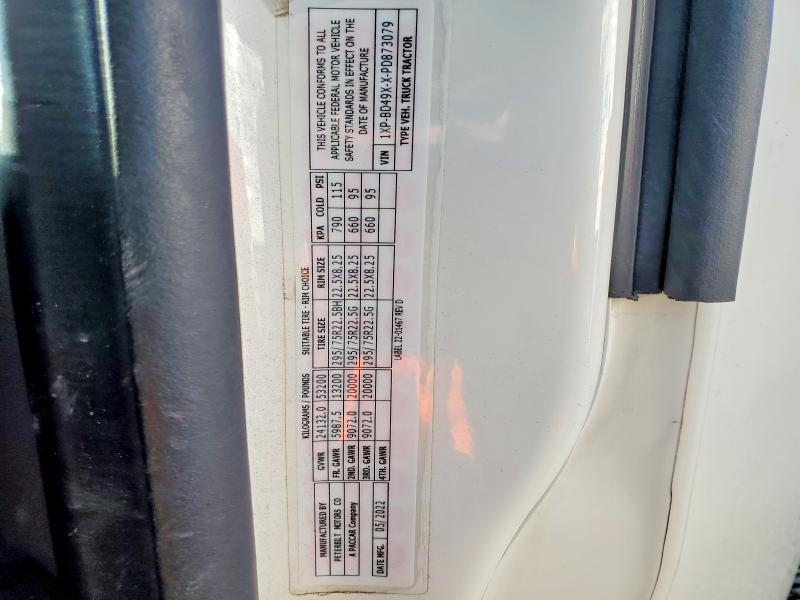 MANUFACTURED BY
PETERBILT MOTORS CO
A PACCAR Company
DATE MFG. 05/2022
KILOGRAMS / POUNDS
GVWR 24132.0 53200
FR. GAWR 5987.5 13200
2ND. GAWR 9072.0 20000
3RD. GAWR 9072.0 20000
4TH. GAWR
SUITABLE TIRE - RIM CHOICE
TIRE SIZE RIM SIZE
295/75R22.5BH 22.5X8.25
295/75R22.5G 22.5X8.25
295/75R22.5G 22.5X8.25
KPA COLD PSI
790 115
660 95
660 95
LABEL 22-01467 REV D
THIS VEHICLE CONFORMS TO ALL
APPLICABLE FEDERAL MOTOR VEHICLE
SAFETY STANDARDS IN EFFECT ON THE
DATE OF MANUFACTURE
VIN 1XP-BD49X-X-PD873079
TYPE VEH. TRUCK TRACTOR